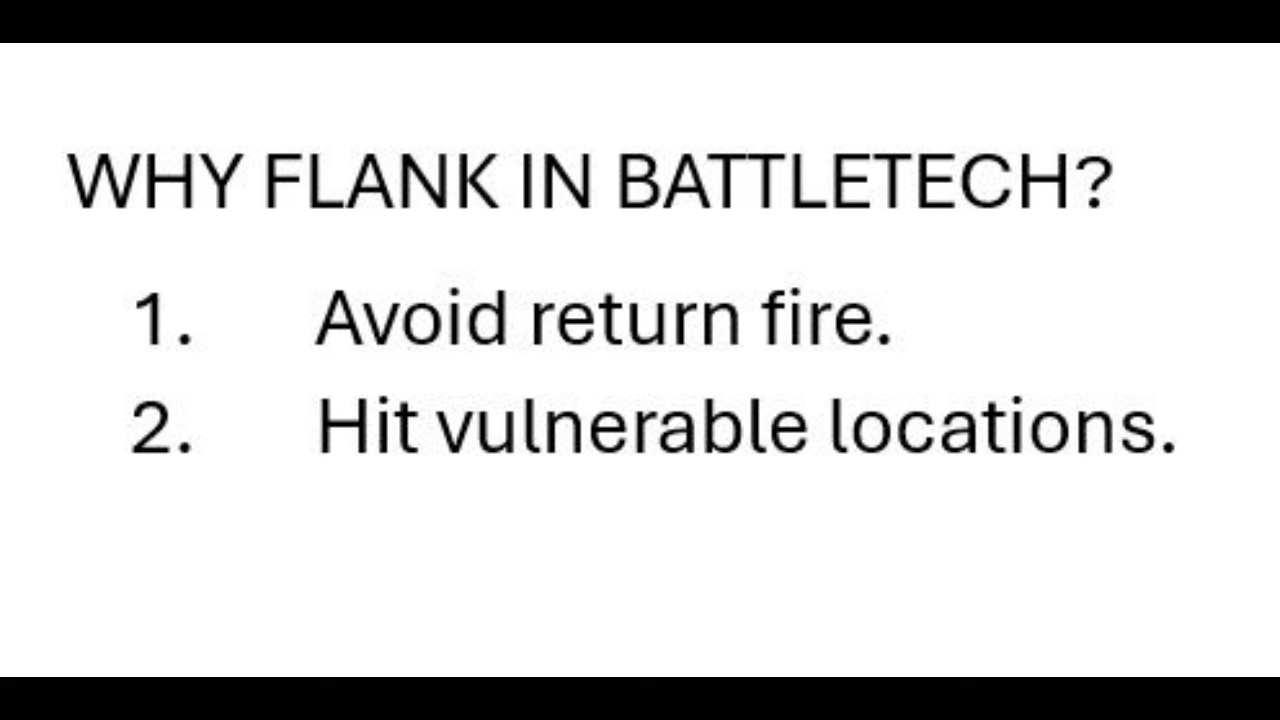 WHY FLANK IN BATTLETECH?
1. Avoid return fire.
2. Hit vulnerable locations.